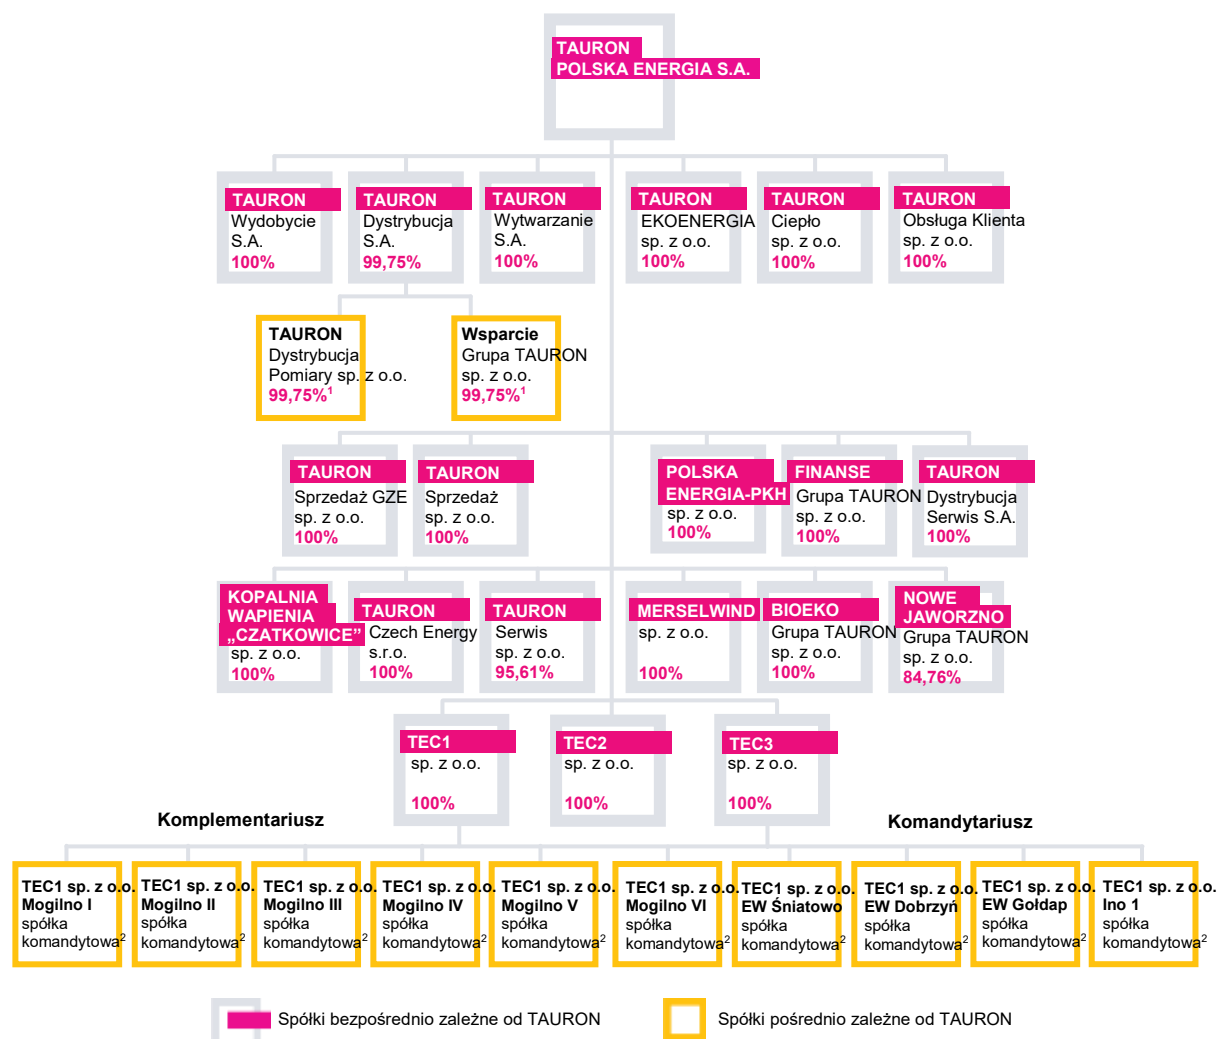 TAURON
POLSKA ENERGIA S.A.
TAURON
Wydobycie
S.A.
100%
TAURON
Dystrybucja
S.A.
99,75%
TAURON
Wytwarzanie
S.A.
100%
TAURON
EKOENERGIA
sp. z o.o.
100%
TAURON
Ciepło
sp. z o.o.
100%
TAURON
Obsługa Klienta
sp. z o.o.
100%
TAURON
Dystrybucja
Pomiary sp. z o.o.
99,75%¹
Wsparcie
Grupa TAURON
sp. z o.o.
99,75%¹
TAURON
Sprzedaż GZE
sp. z o.o.
100%
TAURON
Sprzedaż
sp. z o.o.
100%
POLSKA
ENERGIA-PKH
sp. z o.o.
100%
FINANSE
Grupa TAURON
sp. z o.o.
100%
TAURON
Dystrybucja
Serwis S.A.
100%
KOPALNIA
WAPIENIA
„CZATKOWICE”
sp. z o.o.
100%
TAURON
Czech Energy
s.r.o.
100%
TAURON
Serwis
sp. z o.o.
95,61%
MERSELWIND
sp. z o.o.
100%
BIOEKO
Grupa TAURON
sp. z o.o.
100%
NOWE
JAWORZNO
Grupa TAURON
sp. z o.o.
84,76%
TEC1
sp. z o.o.
100%
TEC2
sp. z o.o.
100%
TEC3
sp. z o.o.
100%
Komplementariusz
Komandytariusz
TEC1 sp. z o.o.
Mogilno I
spółka
komandytowa²
TEC1 sp. z o.o.
Mogilno II
spółka
komandytowa²
TEC1 sp. z o.o.
Mogilno III
spółka
komandytowa²
TEC1 sp. z o.o.
Mogilno IV
spółka
komandytowa²
TEC1 sp. z o.o.
Mogilno V
spółka
komandytowa²
TEC1 sp. z o.o.
Mogilno VI
spółka
komandytowa²
TEC1 sp. z o.o.
EW Śniatowo
spółka
komandytowa²
TEC1 sp. z o.o.
EW Dobrzyń
spółka
komandytowa²
TEC1 sp. z o.o.
EW Gołdap
spółka
komandytowa²
TEC1 sp. z o.o.
Ino 1
spółka
komandytowa²
Spółki bezpośrednio zależne od TAURON
Spółki pośrednio zależne od TAURON